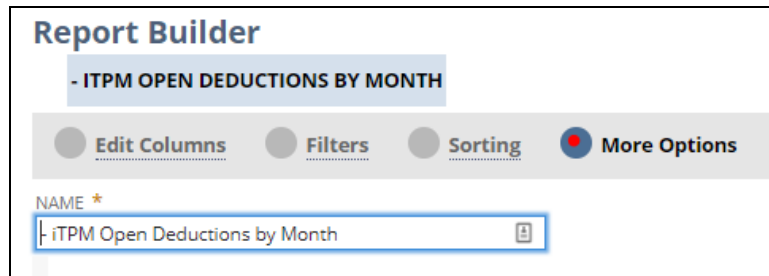 Report Builder
- ITPM OPEN DEDUCTIONS BY MONTH
Edit Columns Filters Sorting More Options
NAME *
- iTPM Open Deductions by Month